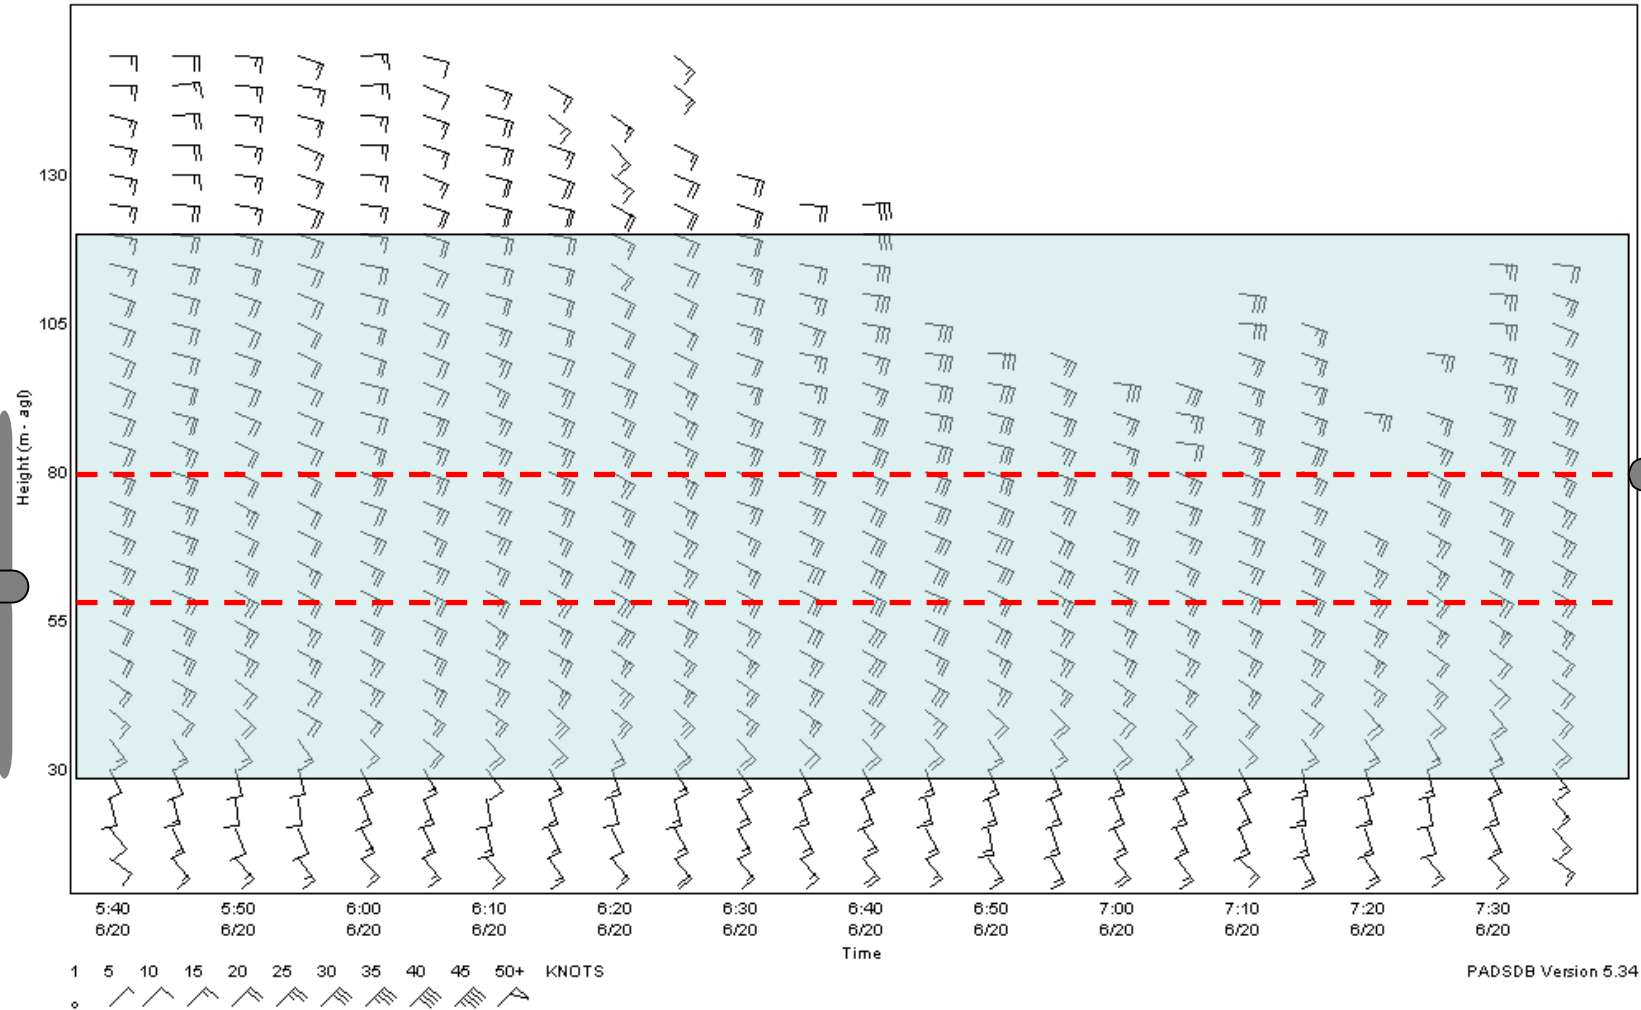 130
105
Height (m - agl)
80
55
30
5:40 5:50 6:00 6:10 6:20 6:30 6:40 6:50 7:00 7:10 7:20 7:30
6/20 6/20 6/20 6/20 6/20 6/20 6/20 6/20 6/20 6/20 6/20 6/20
Time
1 5 10 15 20 25 30 35 40 45 50+ KNOTS
PADSDB Version 5.34